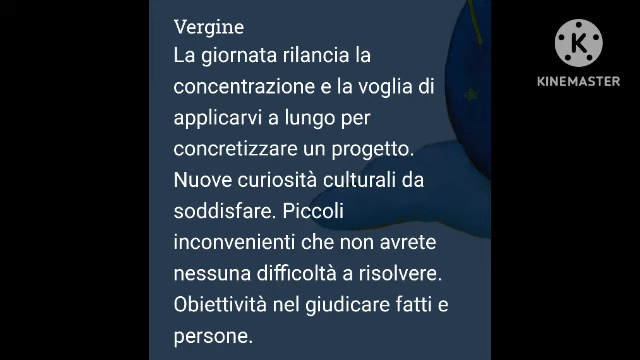 Vergine
La giornata rilancia la
concentrazione e la voglia di
applicarvi a lungo per
concretizzare un progetto.
Nuove curiosità culturali da
soddisfare. Piccoli
inconvenienti che non avrete
nessuna difficoltà a risolvere.
Obiettività nel giudicare fatti e
persone.
K
KINEMASTER